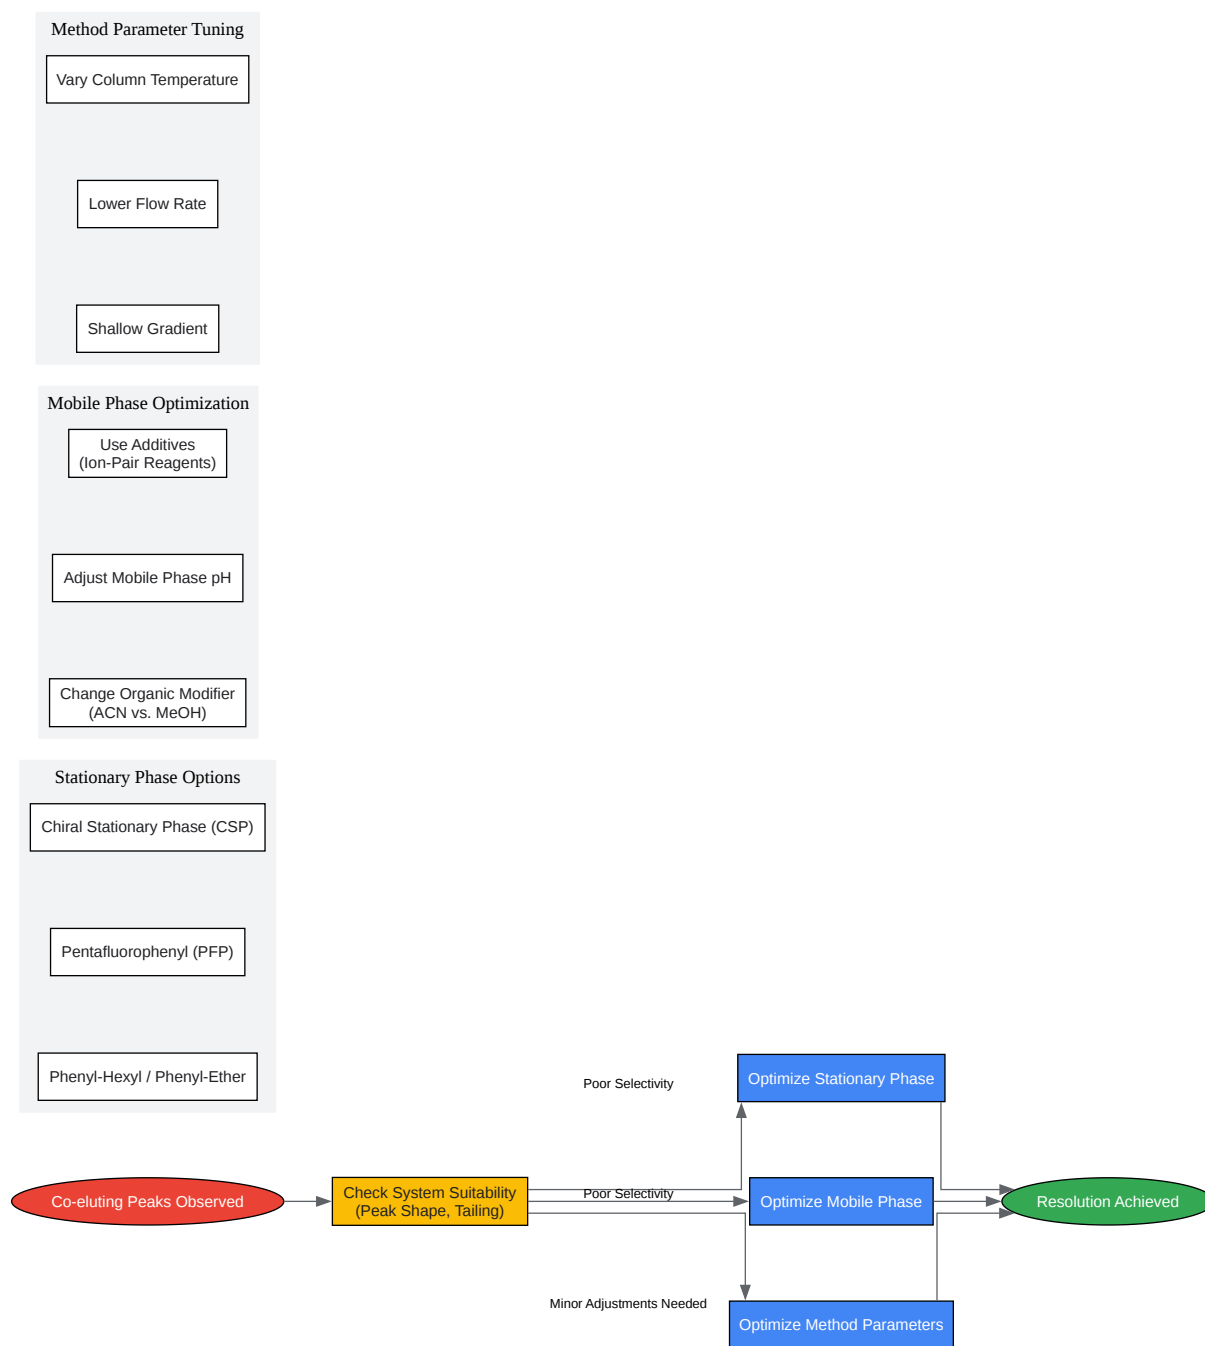 Method Parameter Tuning
Vary Column Temperature
Lower Flow Rate
Shallow Gradient
Mobile Phase Optimization
Use Additives
(Ion-Pair Reagents)
Adjust Mobile Phase pH
Change Organic Modifier
(ACN vs. MeOH)
Stationary Phase Options
Chiral Stationary Phase (CSP)
Pentafluorophenyl (PFP)
Phenyl-Hexyl / Phenyl-Ether
Co-eluting Peaks Observed
Check System Suitability
(Peak Shape, Tailing)
Poor Selectivity
Optimize Stationary Phase
Poor Selectivity
Optimize Mobile Phase
Minor Adjustments Needed
Optimize Method Parameters
Resolution Achieved